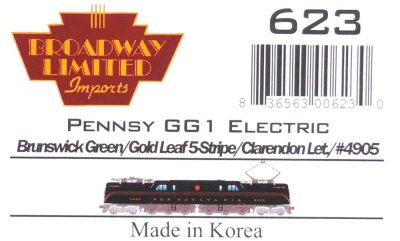 BROADWAY
LIMITED
Imports
623
8 36563 00623 0
PENNSY GG1 ELECTRIC
Brunswick Green/Gold Leaf 5-Stripe/Clarendon Let./#4905
PENNSYLVANIA
Made in Korea